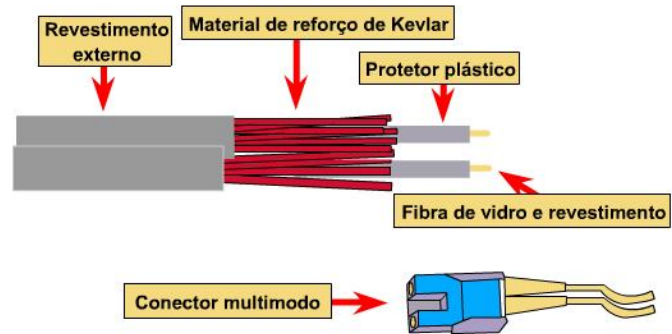 Revestimento
externo
Material de reforço de Kevlar
Protetor plástico
Fibra de vidro e revestimento
Conector multimodo